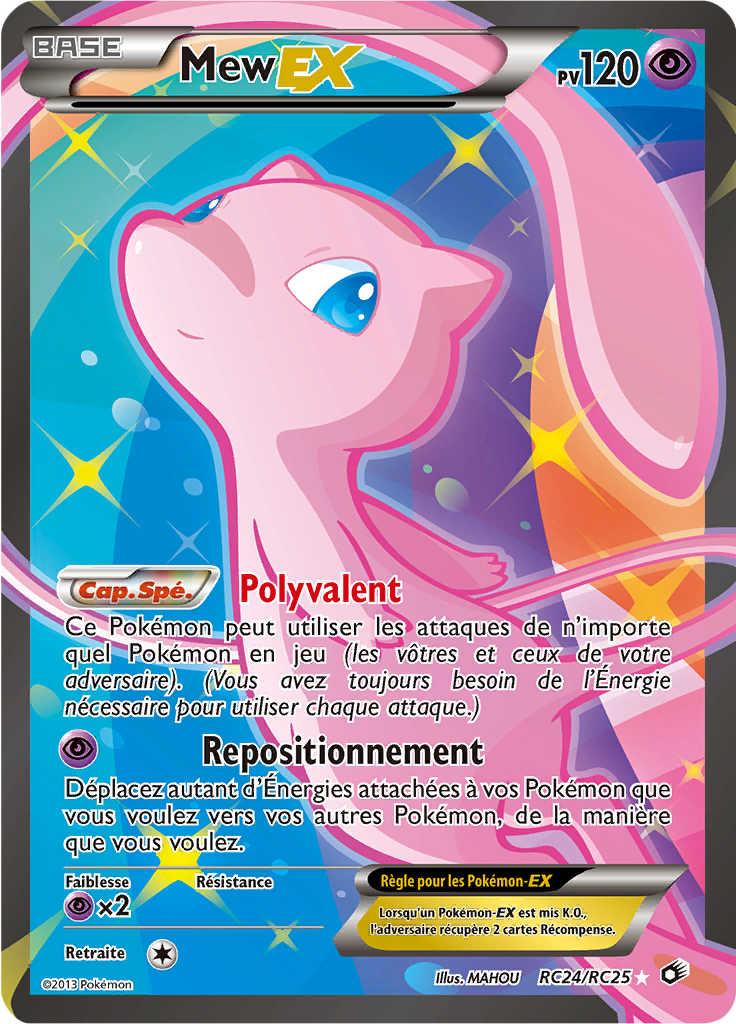 BASE
Mew EX
PV 120
Cap. Spé. Polyvalent
Ce Pokémon peut utiliser les attaques de n'importe
quel Pokémon en jeu (les vôtres et ceux de votre
adversaire). (Vous avez toujours besoin de l'Énergie
nécessaire pour utiliser chaque attaque.)
Repositionnement
Déplacez autant d'Énergies attachées à vos Pokémon que
vous voulez vers vos autres Pokémon, de la manière
que vous voulez.
Faiblesse Résistance
×2
Règle pour les Pokémon-EX
Lorsqu'un Pokémon-EX est mis K.O.,
l'adversaire récupère 2 cartes Récompense.
Retraite
©2013 Pokémon
Illus. MAHOU RC24/RC25